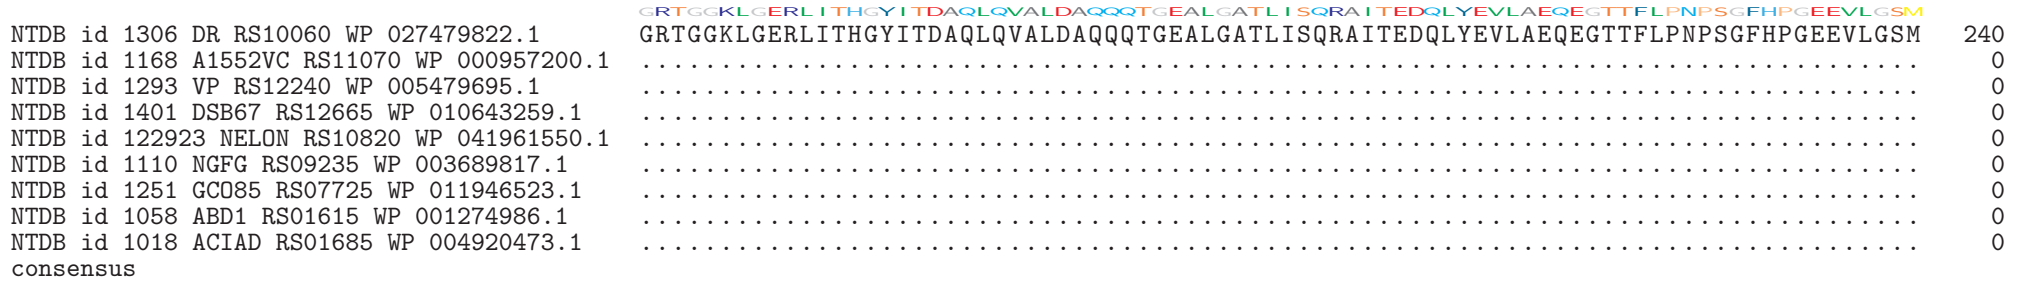 GRTGGKLGERLITHGYITDAQLQVALDAQQQTGEALGATLISQRAITEDQLYEVLAEQEGTTFLPNPSGFHPGEEVLGSM
NTDB id 1306 DR RS10060 WP 027479822.1 GRTGGKLGERLITHGYITDAQLQVALDAQQQTGEALGATLISQRAITEDQLYEVLAEQEGTTFLPNPSGFHPGEEVLGSM 240
NTDB id 1168 A1552VC RS11070 WP 000957200.1 ................................................................................ 0
NTDB id 1293 VP RS12240 WP 005479695.1 ................................................................................ 0
NTDB id 1401 DSB67 RS12665 WP 010643259.1 ................................................................................ 0
NTDB id 122923 NELON RS10820 WP 041961550.1 ................................................................................ 0
NTDB id 1110 NGFG RS09235 WP 003689817.1 ................................................................................ 0
NTDB id 1251 GCO85 RS07725 WP 011946523.1 ................................................................................ 0
NTDB id 1058 ABD1 RS01615 WP 001274986.1 ................................................................................ 0
NTDB id 1018 ACIAD RS01685 WP 004920473.1 ................................................................................ 0
consensus